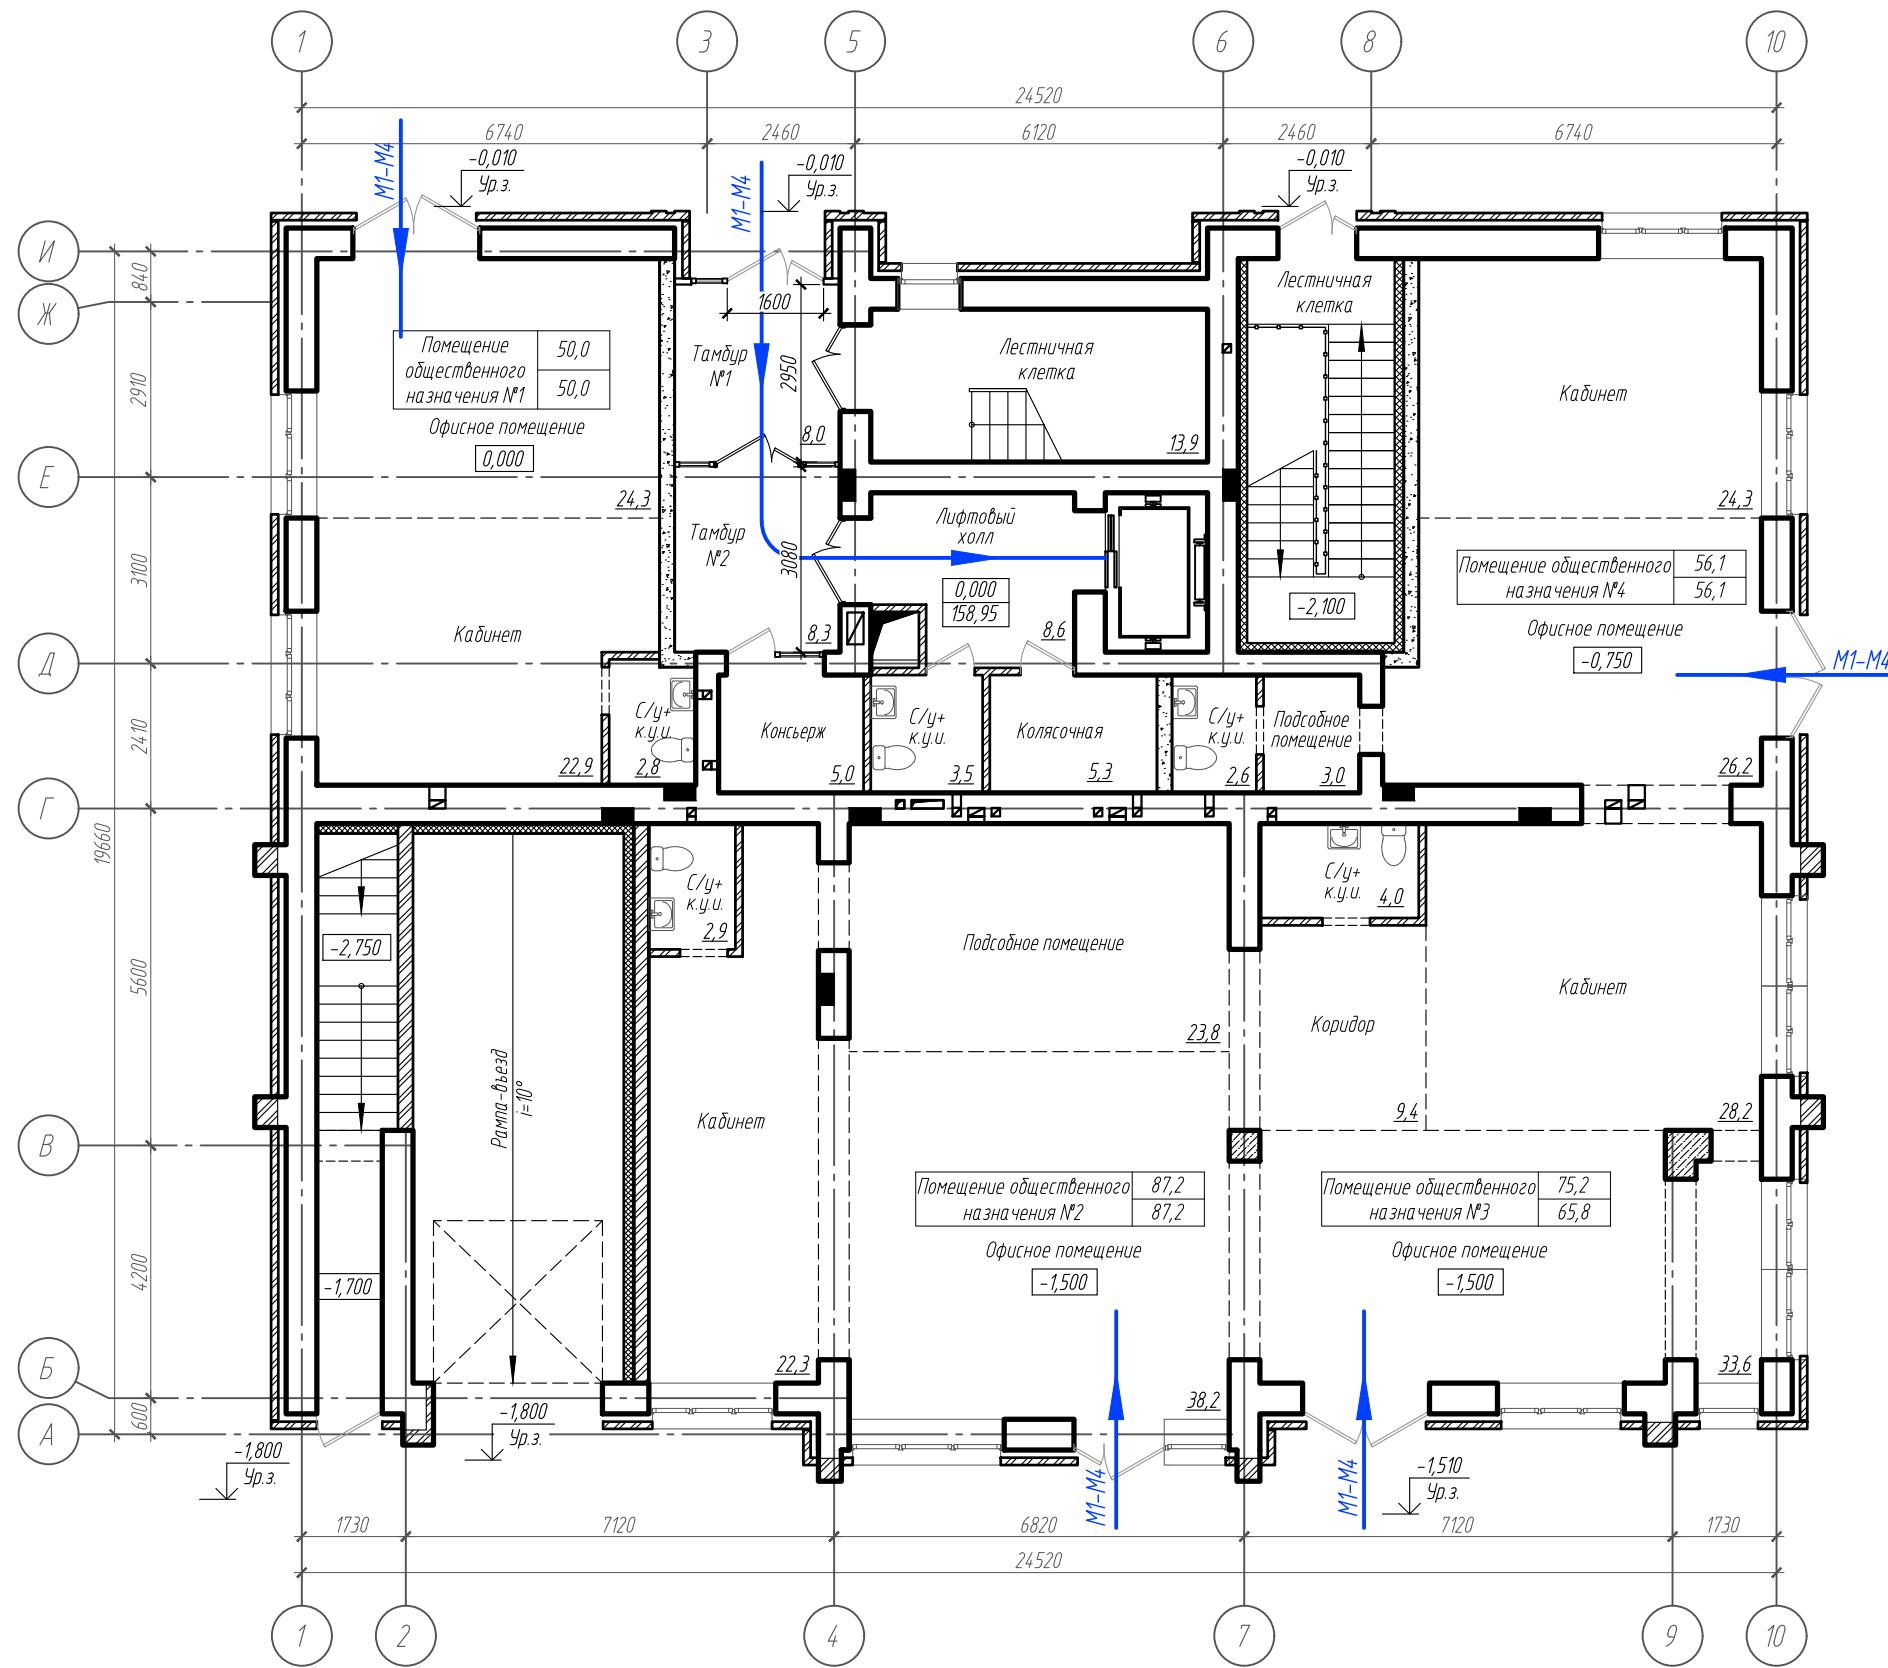 1
3
5
6
8
10
24520
6740
2460
6120
2460
6740
М1-М4
-0,010
Ур.з.
М1-М4
-0,010
Ур.з.
-0,010
Ур.з.
И
Ж
Е
Д
Г
В
Б
А
840
2910
3100
2410
5600
4200
600
19660
Помещение
общественного
назначения №1
50,0
50,0
Офисное помещение
0,000
24,3
Тамбур
№1
1600
2950
8,0
Лестничная
клетка
13,9
Лестничная
клетка
-2,100
Кабинет
24,3
Тамбур
№2
3080
8,3
Лифтовый
холл
0,000
158,95
8,6
Помещение общественного
назначения №4
56,1
56,1
Офисное помещение
-0,750
М1-М4
26,2
Кабинет
22,9
С/у+
к.у.и.
2,8
Консьерж
5,0
С/у+
к.у.и.
3,5
Колясочная
5,3
С/у+
к.у.и.
2,6
Подсобное
помещение
3,0
-2,750
Рампа-въезд
i=10°
С/у+
к.у.и.
2,9
Подсобное помещение
23,8
С/у+
к.у.и.
4,0
Коридор
9,4
Кабинет
28,2
Кабинет
22,3
Помещение общественного
назначения №2
87,2
87,2
Офисное помещение
-1,500
38,2
Помещение общественного
назначения №3
75,2
65,8
Офисное помещение
-1,500
33,6
-1,700
-1,800
Ур.з.
-1,800
Ур.з.
М1-М4
М1-М4
-1,510
Ур.з.
1730
7120
6820
7120
1730
24520
1
2
4
7
9
10